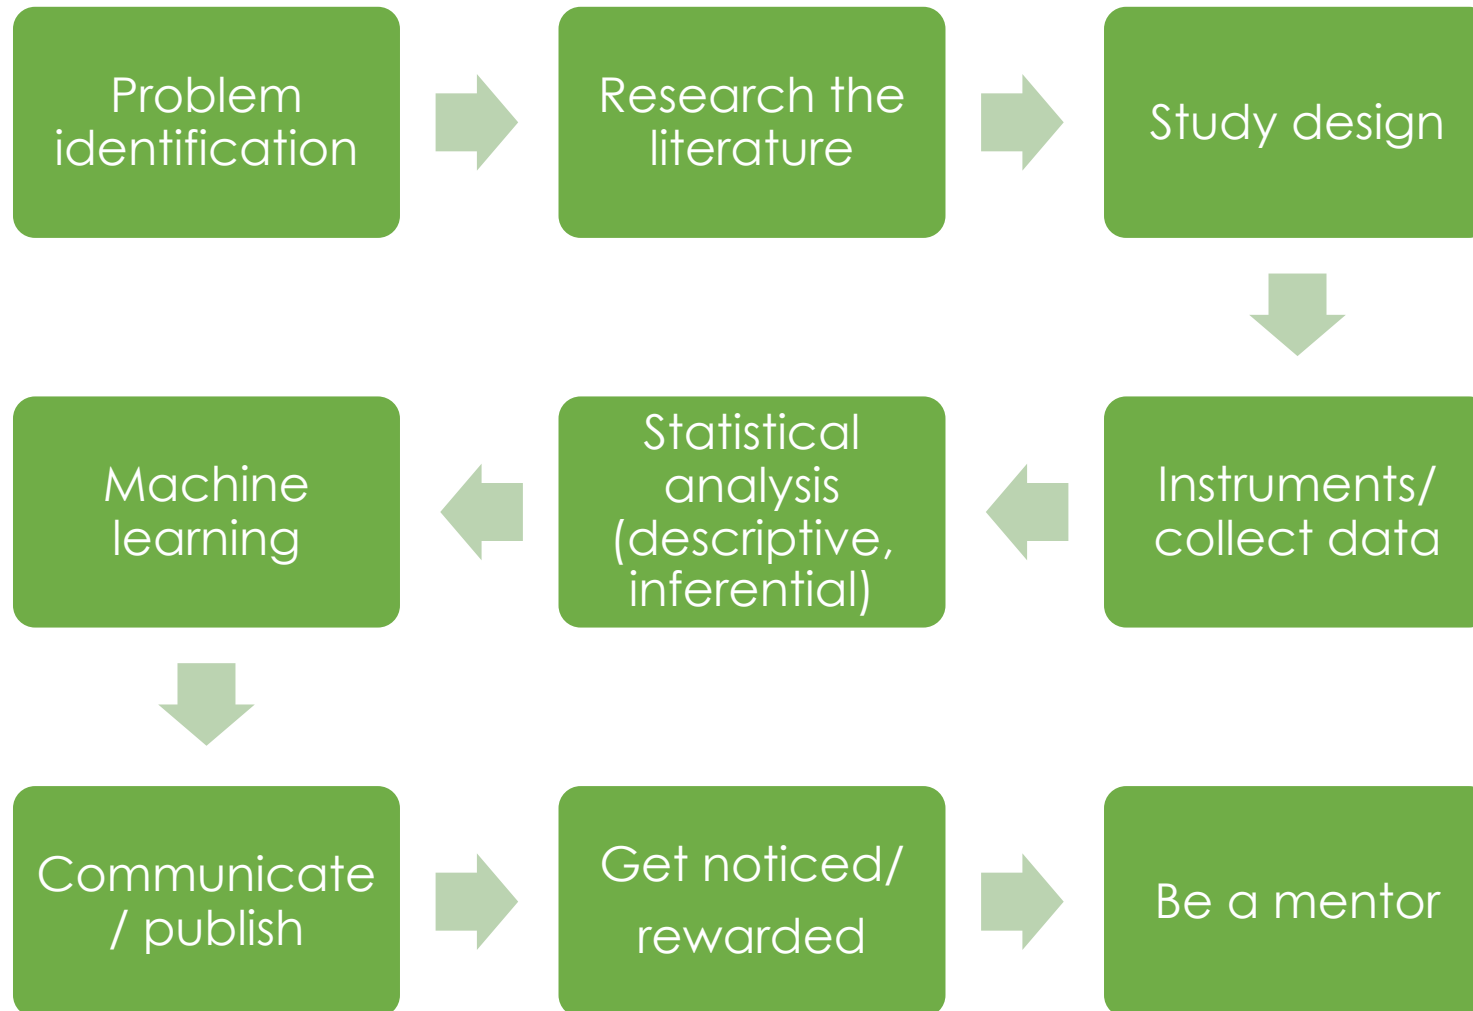 Problem
identification
Research the
literature
Study design
Instruments/
collect data
Statistical
analysis
(descriptive,
inferential)
Machine
learning
Communicate
/ publish
Get noticed/
rewarded
Be a mentor